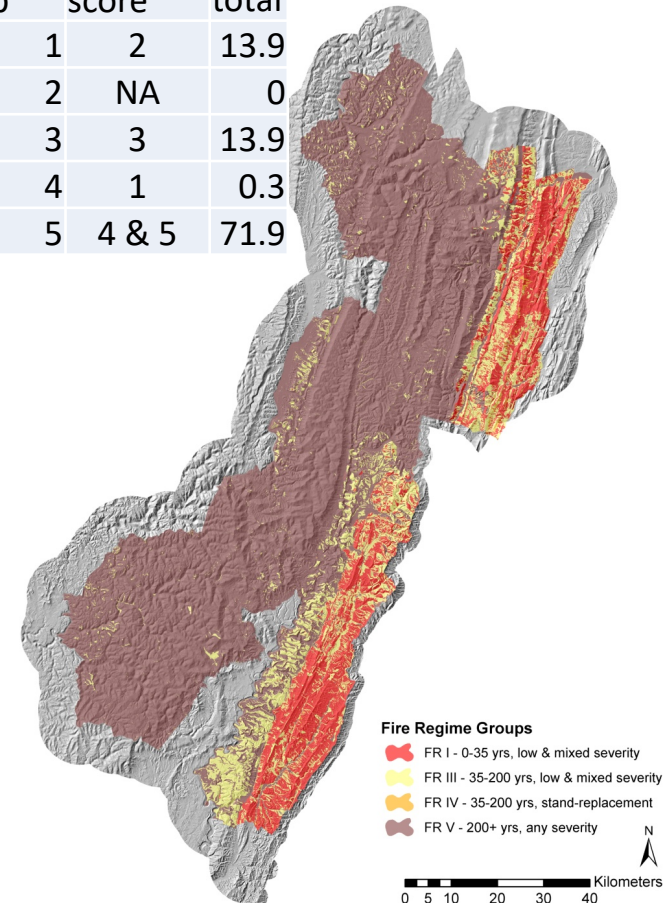 score total
1 2 13.9
2 NA 0
3 3 13.9
4 1 0.3
5 4 & 5 71.9
Fire Regime Groups
FR I - 0-35 yrs, low & mixed severity
FR III - 35-200 yrs, low & mixed severity
FR IV - 35-200 yrs, stand-replacement
FR V - 200+ yrs, any severity
N
Kilometers
0 5 10 20 30 40